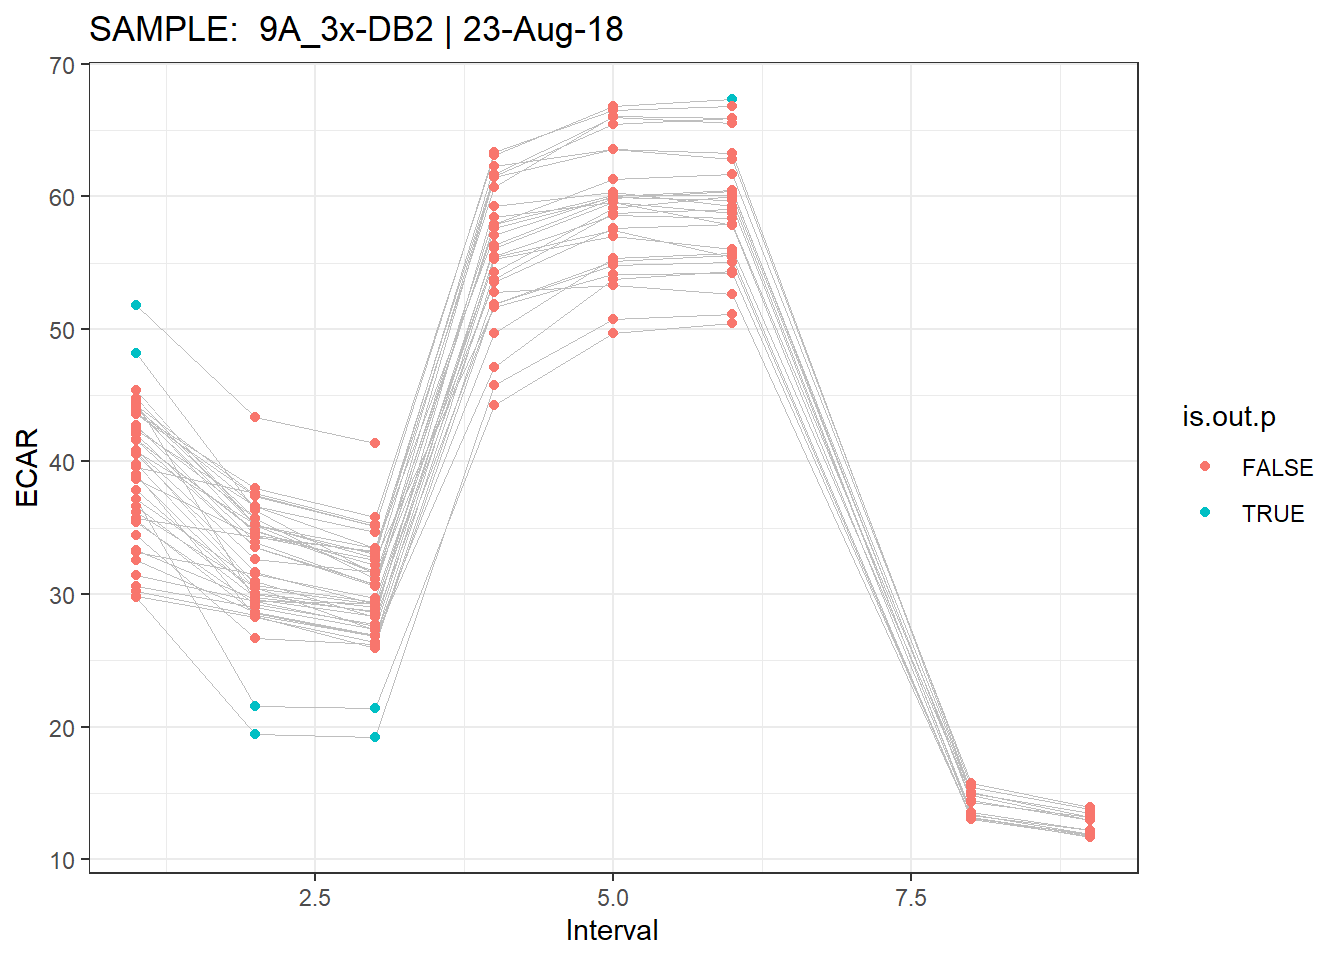 SAMPLE:  9A_3x-DB2 | 23-Aug-18
70
60
50
40
30
20
10
ECAR
2.5
5.0
7.5
Interval
is.out.p
FALSE
TRUE